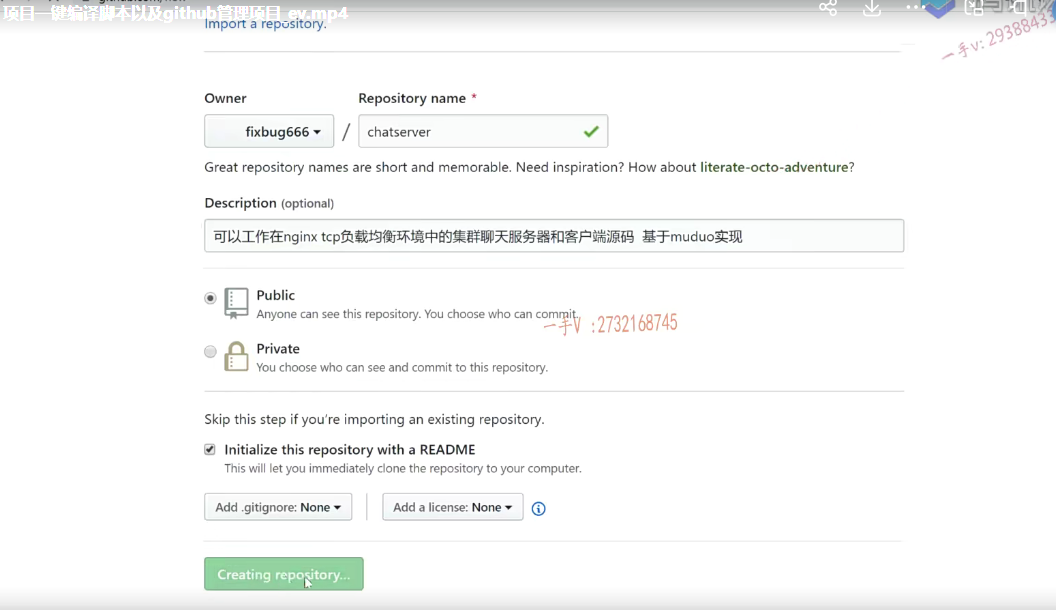 项目一键编译脚本以及github管理项目_ev.mp4
Import a repository.
一手v: 2938843
Owner
Repository name *
fixbug666 / chatserver
Great repository names are short and memorable. Need inspiration? How about literate-octo-adventure?
Description (optional)
可以工作在nginx tcp负载均衡环境中的集群聊天服务器和客户端源码 基于muduo实现
Public
Anyone can see this repository. You choose who can commit.
一手V :2732168745
Private
You choose who can see and commit to this repository.
Skip this step if you're importing an existing repository.
Initialize this repository with a README
This will let you immediately clone the repository to your computer.
Add .gitignore: None
Add a license: None
Creating repository...